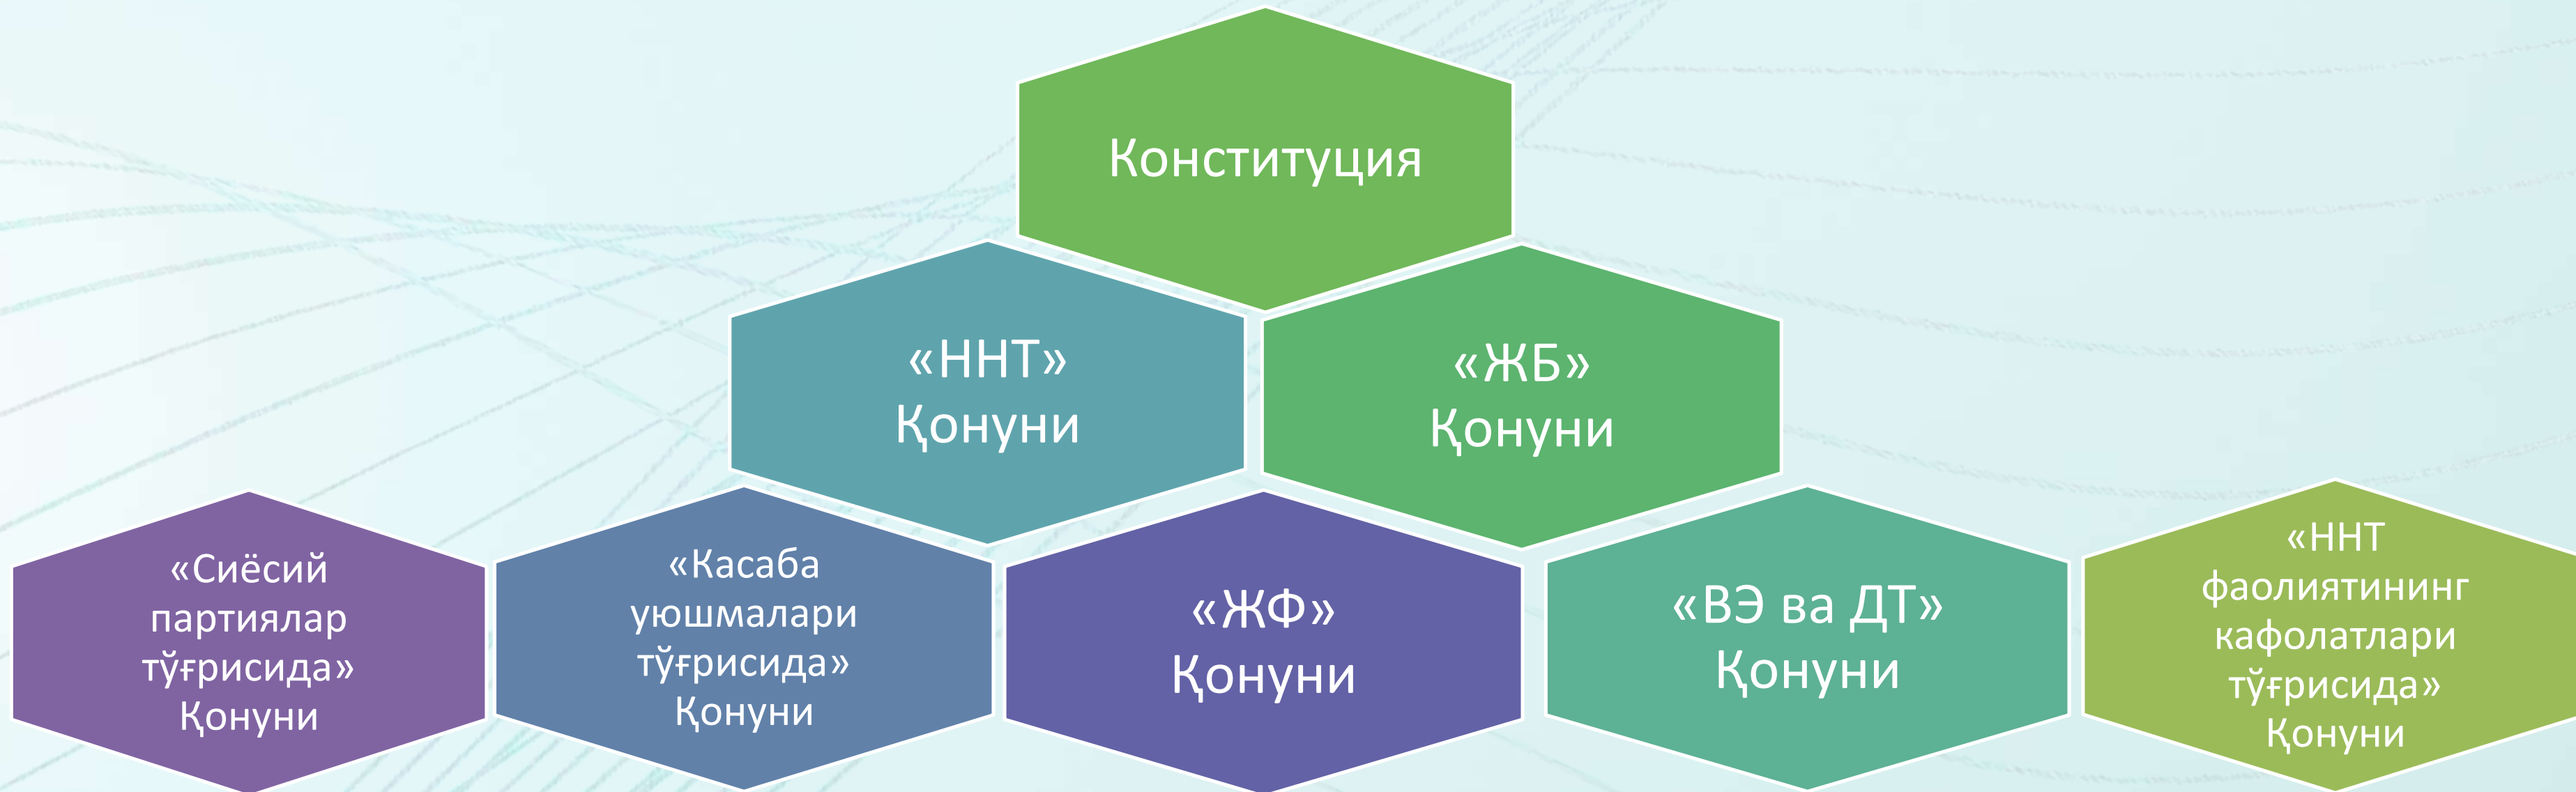 Конституция
«ННТ»
Қонуни
«ЖБ»
Қонуни
«Сиёсий
партиялар
тўғрисида»
Қонуни
«Касаба
уюшмалари
тўғрисида»
Қонуни
«ЖФ»
Қонуни
«ВЭ ва ДТ»
Қонуни
«ННТ
фаолиятининг
кафолатлари
тўғрисида»
Қонуни